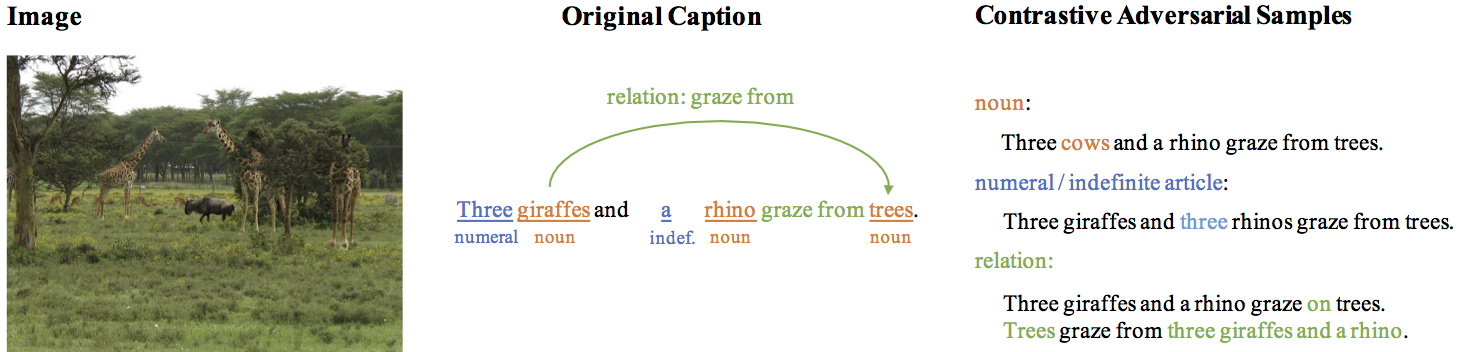 Image
Original Caption
Contrastive Adversarial Samples
relation: graze from
Three giraffes and a rhino graze from trees.
numeral noun indef. noun noun
noun:
Three cows and a rhino graze from trees.
numeral / indefinite article:
Three giraffes and three rhinos graze from trees.
relation:
Three giraffes and a rhino graze on trees.
Trees graze from three giraffes and a rhino.